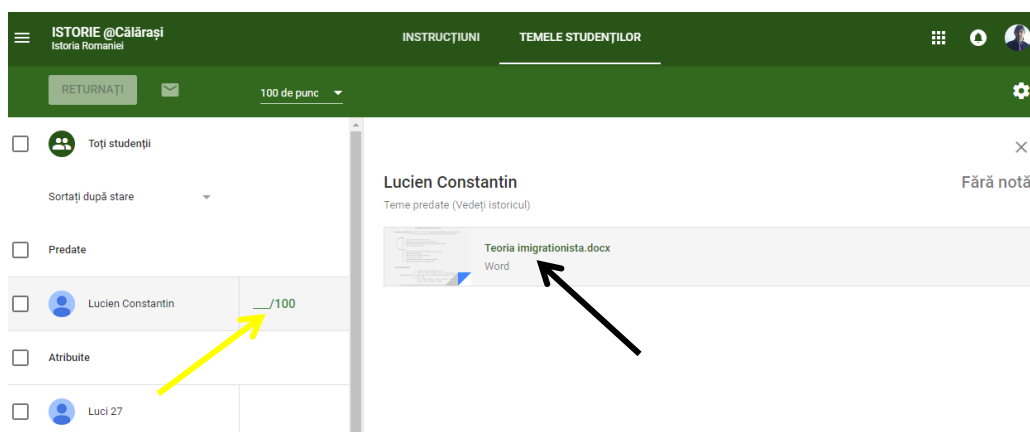 ISTORIE @Călărași
Istoria Romaniei
INSTRUCȚIUNI
TEMELE STUDENȚILOR
RETURNAȚI
100 de punc
Toți studenții
Sortați după stare
Predate
Lucien Constantin
__/100
Atribuite
Luci 27
Lucien Constantin
Fără notă
Teme predate (Vedeți istoricul)
Teoria imigrationista.docx
Word